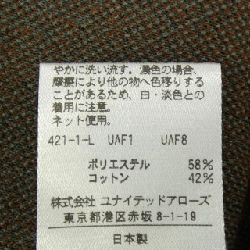 やかに洗い流す。濃色の場合、
摩擦により他の物へ色移りする
ことがあるため、白・淡色との
着用に注意。
ネット使用。
421-1-L UAF1 UAF8
ポリエステル 58%
コットン 42%
株式会社 ユナイテッドアローズ
東京都港区赤坂8-1-19
日本製